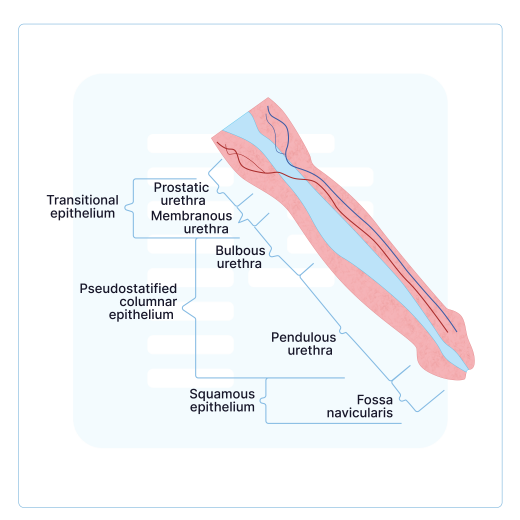 Transitional
epithelium
Prostatic
urethra
Membranous
urethra
Bulbous
urethra
Pseudostatified
columnar
epithelium
Pendulous
urethra
Squamous
epithelium
Fossa
navicularis